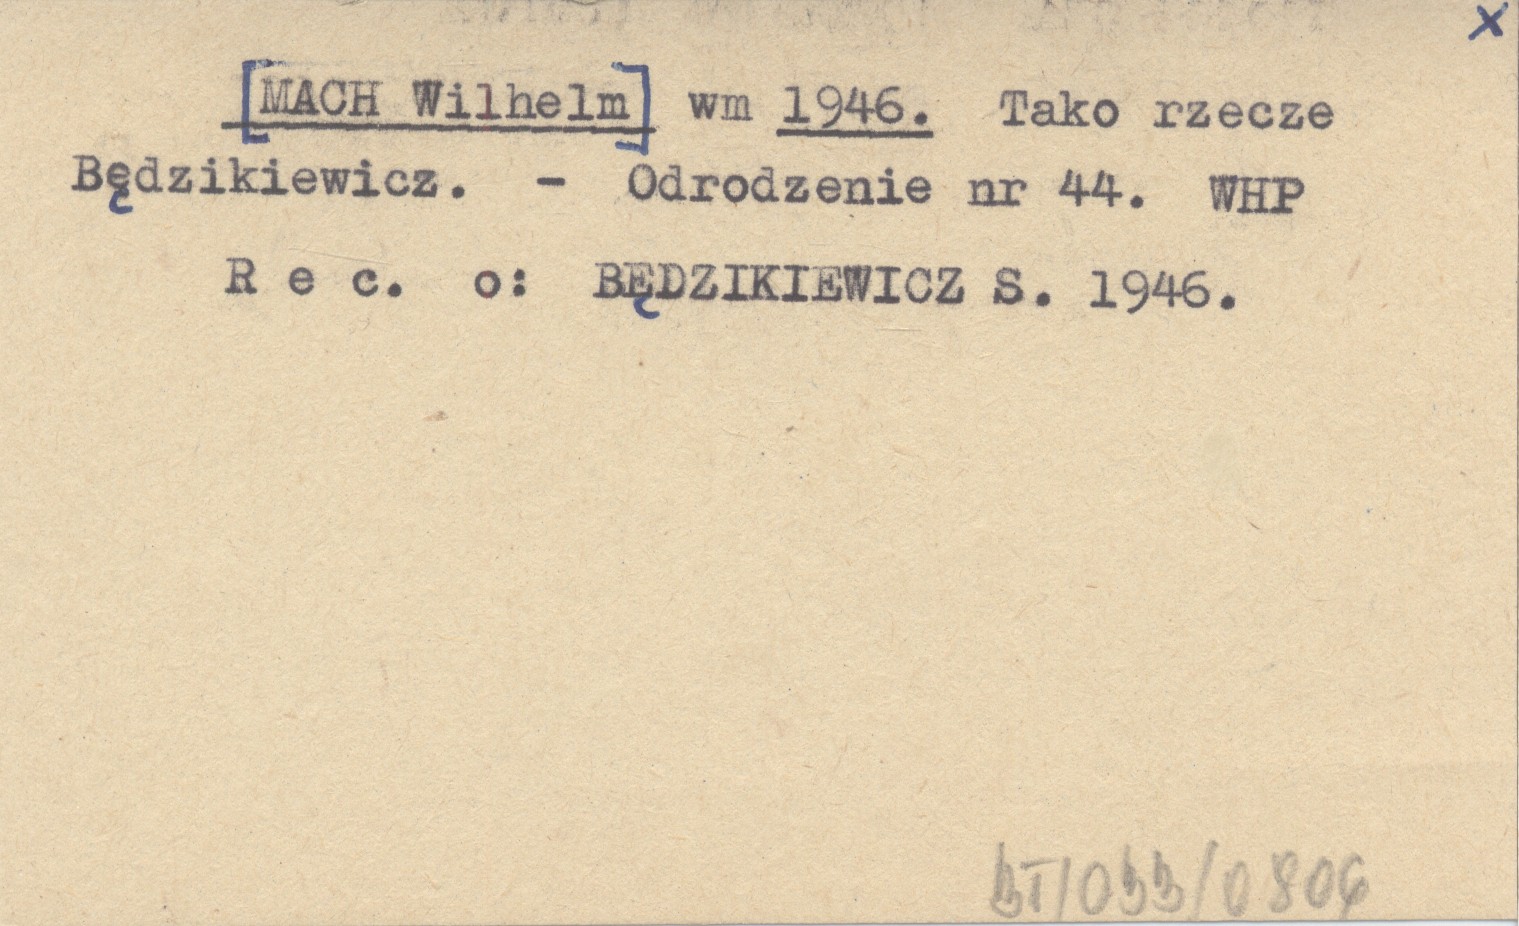 x
[MACH Wilhelm] wm 1946. Tako rzecze
Będzikiewicz. - Odrodzenie nr 44. WHP
R e c. o: BĘDZIKIEWICZ S. 1946.